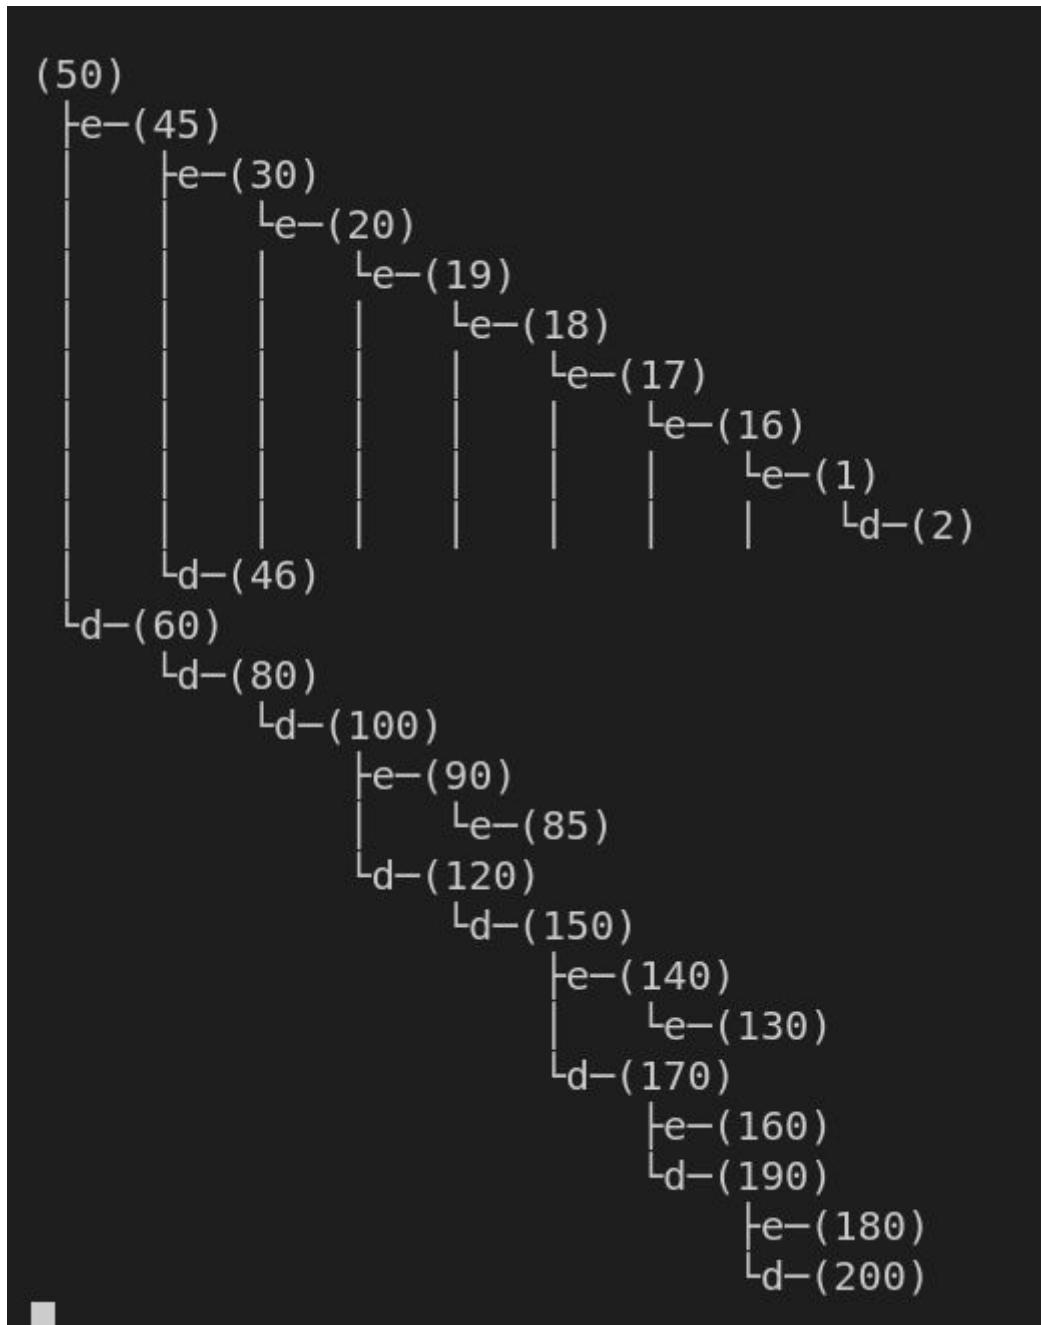 (50)
 ├e─(45)
 │   ├e─(30)
 │   │   └e─(20)
 │   │   │   └e─(19)
 │   │   │   │   └e─(18)
 │   │   │   │   │   └e─(17)
 │   │   │   │   │   │   └e─(16)
 │   │   │   │   │   │   │   └e─(1)
 │   │   │   │   │   │   │   │   └d─(2)
 │   └d─(46)
 └d─(60)
     └d─(80)
         └d─(100)
             ├e─(90)
             │   └e─(85)
             └d─(120)
                 └d─(150)
                     ├e─(140)
                     │   └e─(130)
                     └d─(170)
                         ├e─(160)
                         └d─(190)
                             ├e─(180)
                             └d─(200)